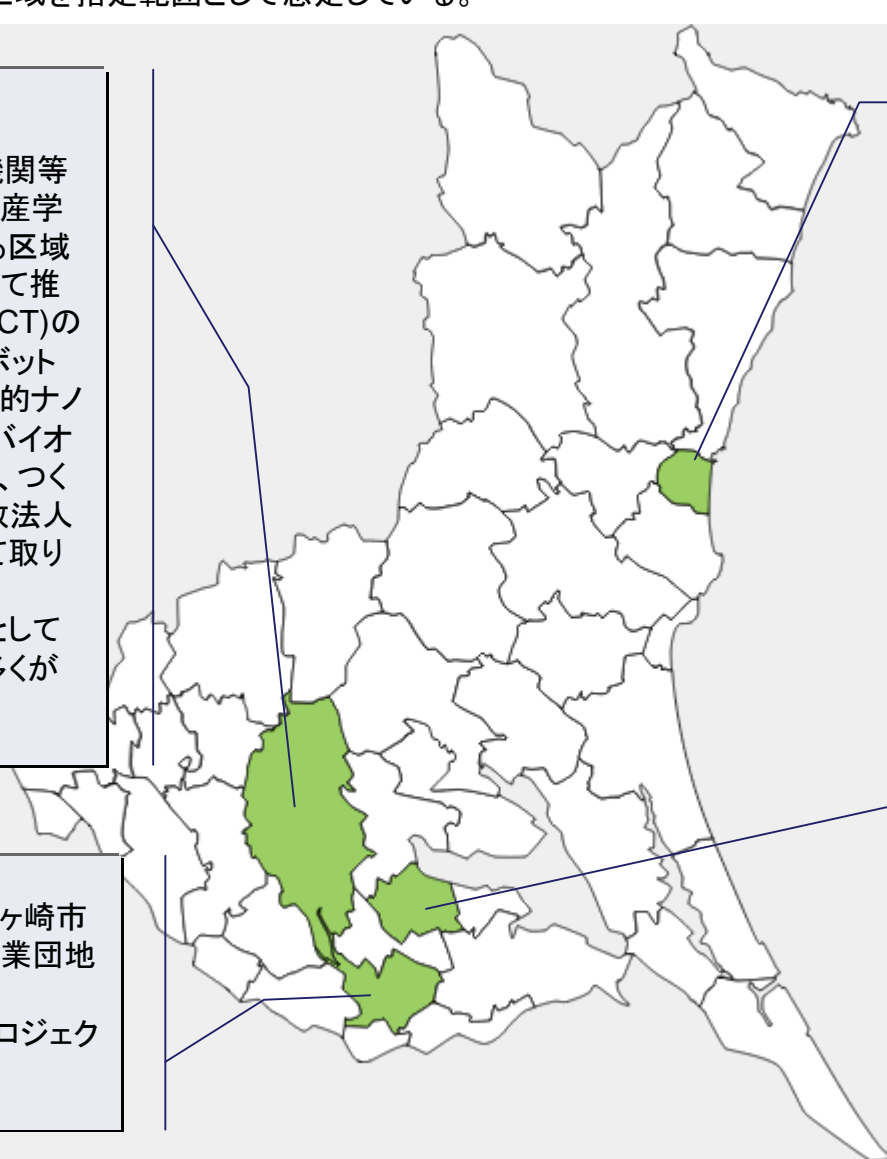 域を指定範囲として想定している。
機関等
産学
る区域
て推
CT)の
ボット
的ナノ
バイオ
、つく
政法人
て取り
として
多くが
ヶ崎市
業団地
ロジェク